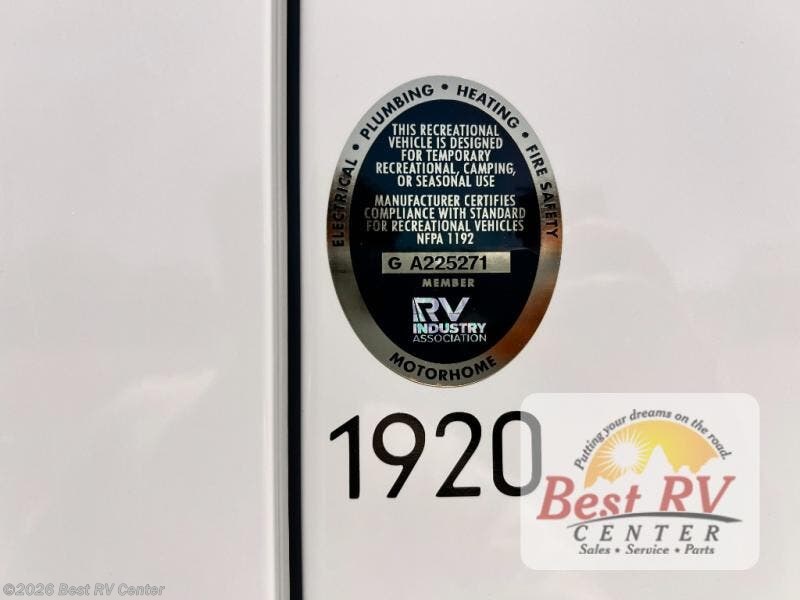 ELECTRICAL • PLUMBING • HEATING • FIRE SAFETY
THIS RECREATIONAL
VEHICLE IS DESIGNED
FOR TEMPORARY
RECREATIONAL, CAMPING,
OR SEASONAL USE
MANUFACTURER CERTIFIES
COMPLIANCE WITH STANDARD
FOR RECREATIONAL VEHICLES
NFPA 1192
G A225271
MEMBER
RV
INDUSTRY
ASSOCIATION
MOTORHOME
1920
Putting your dreams on the road.
Best RV
CENTER
Sales • Service • Parts
©2026 Best RV Center